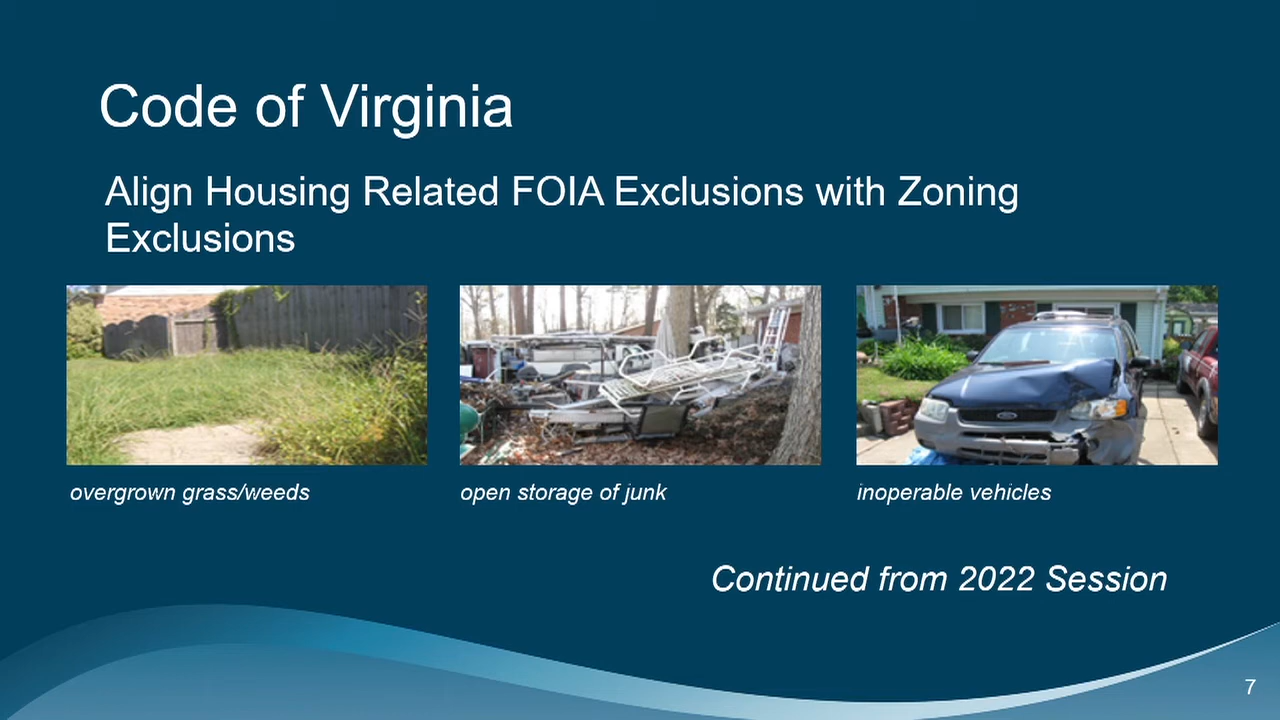 Code of Virginia
Align Housing Related FOIA Exclusions with Zoning
Exclusions
overgrown grass/weeds
open storage of junk
inoperable vehicles
Continued from 2022 Session
7